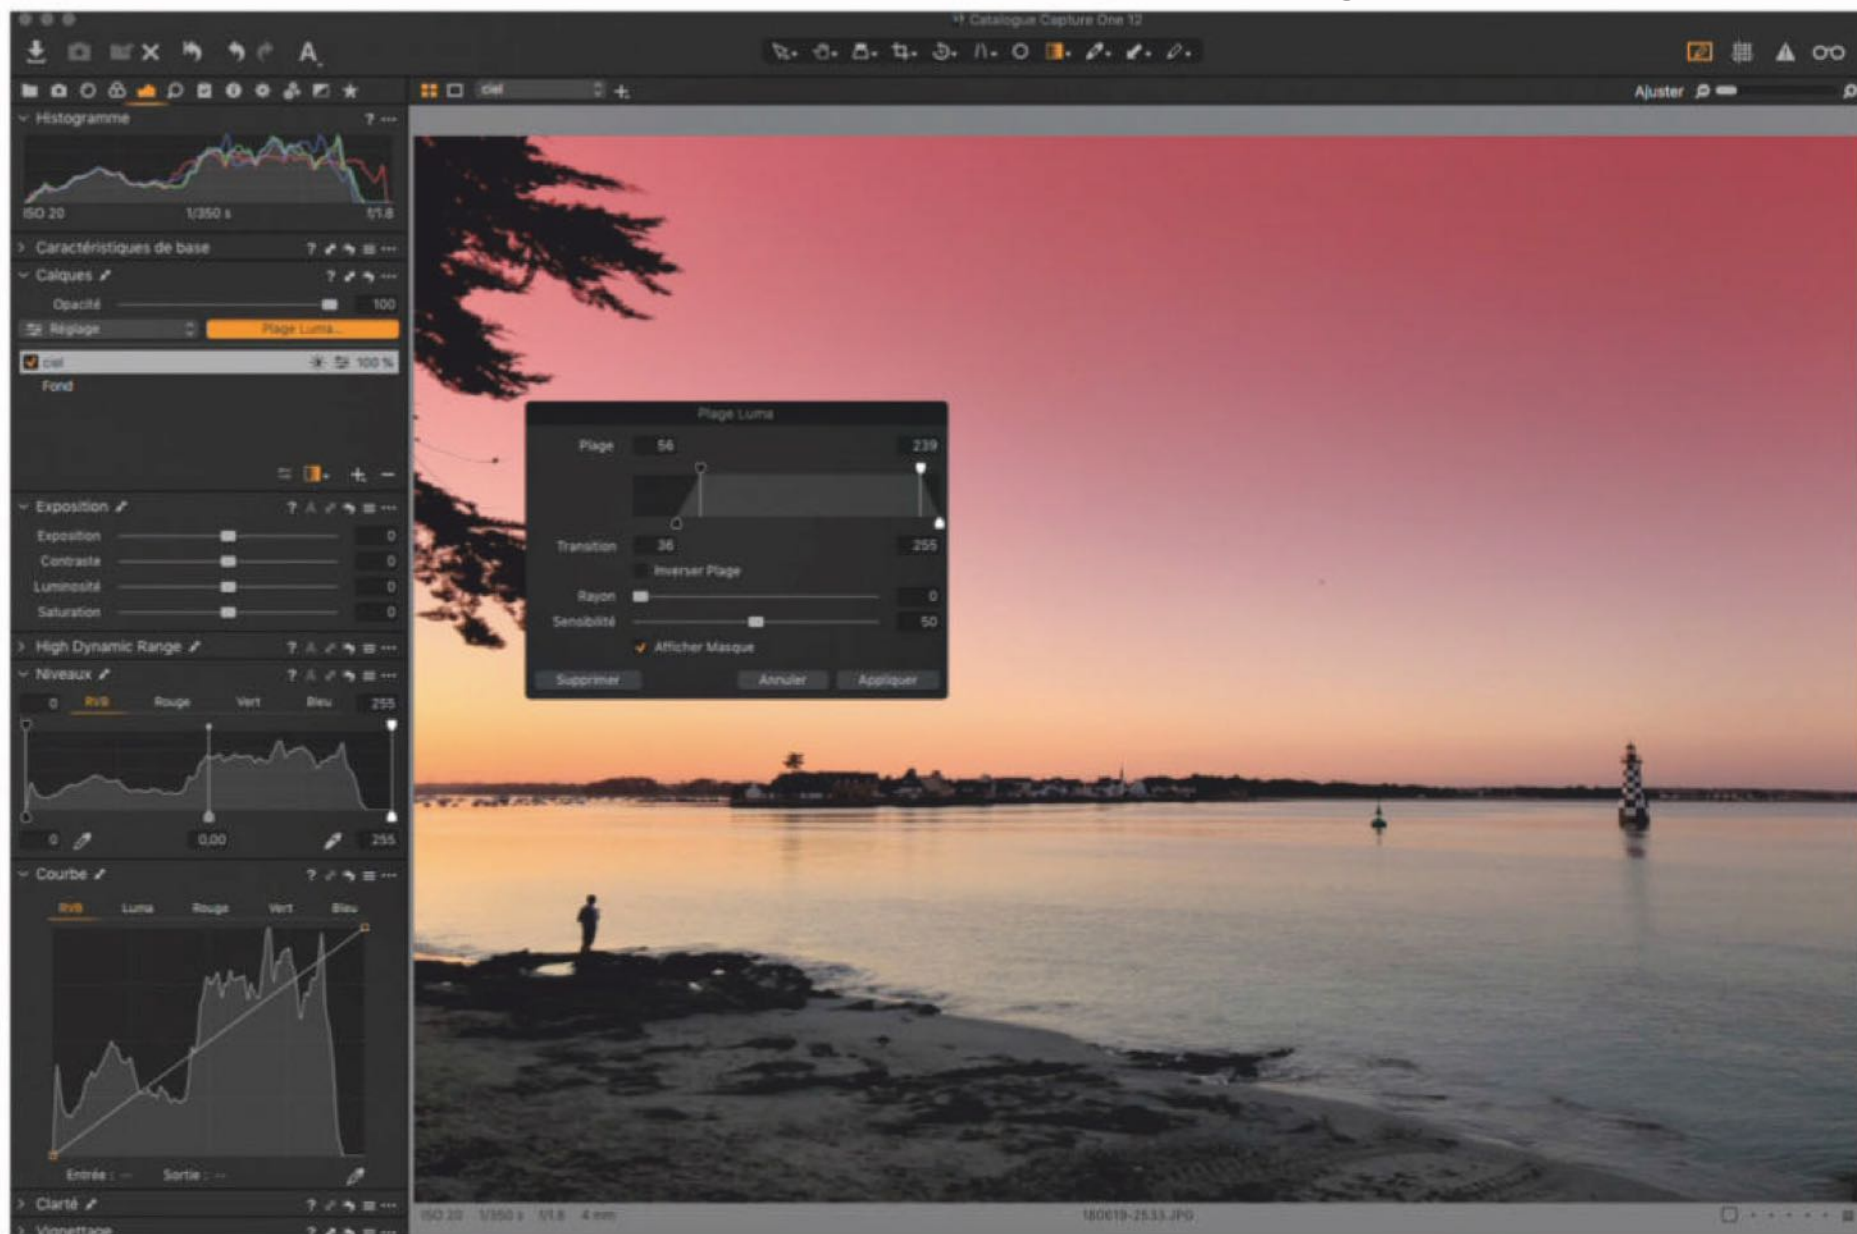 Catalogue Capture One 12
A
ciel
Ajuster
Histogramme ?
ISO 20 1/350 s f/1.8
Caractéristiques de base ?
Calques ?
Opacité 100
Réglage Plage Luma...
ciel 100 %
Fond
Exposition ? A
Exposition 0
Contraste 0
Luminosité 0
Saturation 0
High Dynamic Range ? A
Niveaux ? A
0 RVB Rouge Vert Bleu 255
0 0,00 255
Courbe ?
RVB Luma Rouge Vert Bleu
Entrée : -- Sortie : --
Clarté ?
Vignettage ?
Plage Luma
Plage 56 239
Transition 36 255
Inverser Plage
Rayon 0
Sensibilité 50
Afficher Masque
Supprimer Annuler Appliquer
ISO 20 1/350 s f/1.8 4 mm
180619-2533.JPG